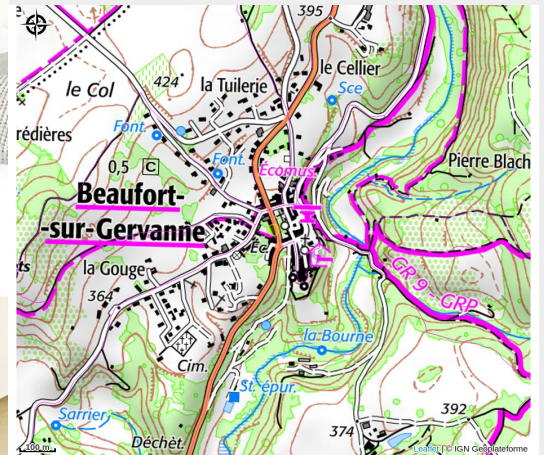 395
le Cellier
424
la Tuilerie
Sce
le Col
Font.
rédières
Font.
Écomus.
Pierre Blach
0,5 C
Beaufort-
-sur-Gervanne
Éc.
ts
la Gouge
GR 9 - GRP
364
la Bourne
Cim.
St. épur.
Sarrier
392
374
Déchèt.
100 m
Leaflet | © IGN Géoplateforme